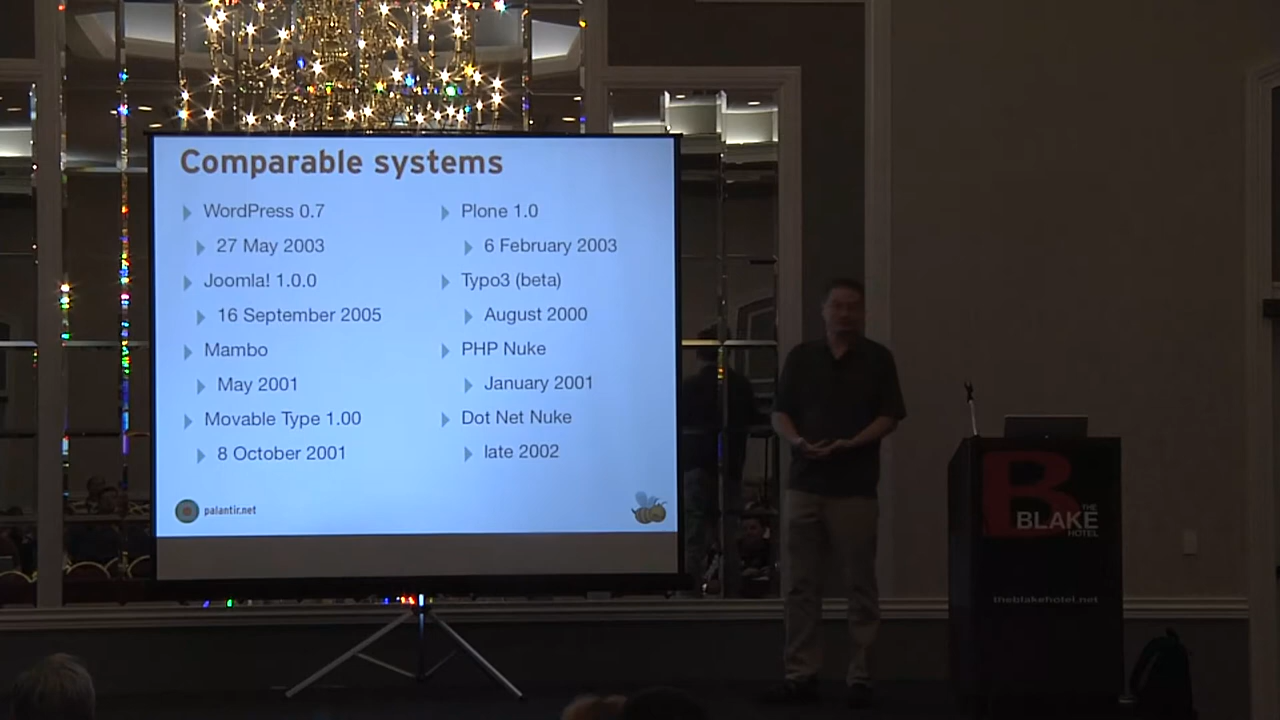 Comparable systems
WordPress 0.7
27 May 2003
Joomla! 1.0.0
16 September 2005
Mambo
May 2001
Movable Type 1.00
8 October 2001
Plone 1.0
6 February 2003
Typo3 (beta)
August 2000
PHP Nuke
January 2001
Dot Net Nuke
late 2002
palantir.net
B
THE
BLAKE
HOTEL
theblakehotel.net